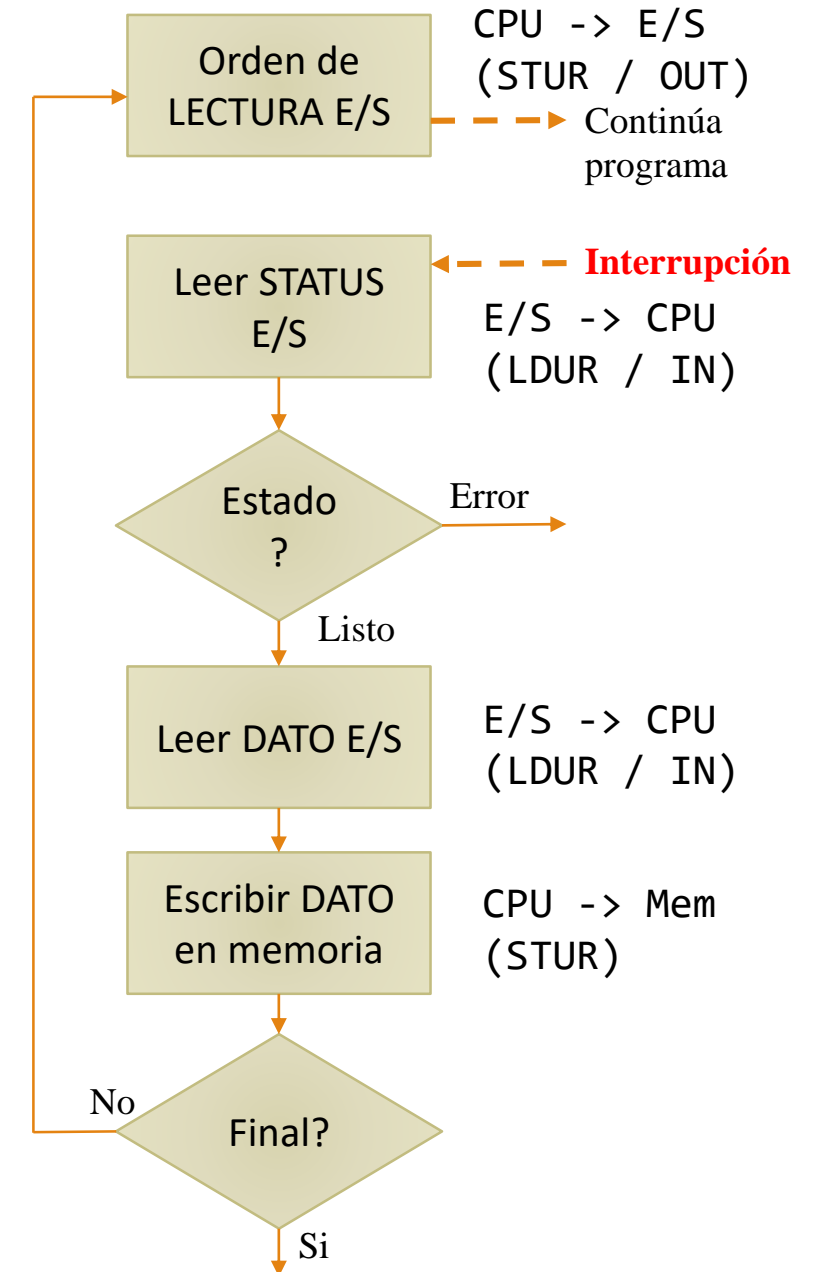 Orden de
LECTURA E/S
CPU -> E/S
(STUR / OUT)
Continúa
programa
Interrupción
Leer STATUS
E/S
E/S -> CPU
(LDUR / IN)
Estado
?
Error
Listo
Leer DATO E/S
E/S -> CPU
(LDUR / IN)
Escribir DATO
en memoria
CPU -> Mem
(STUR)
No
Final?
Si